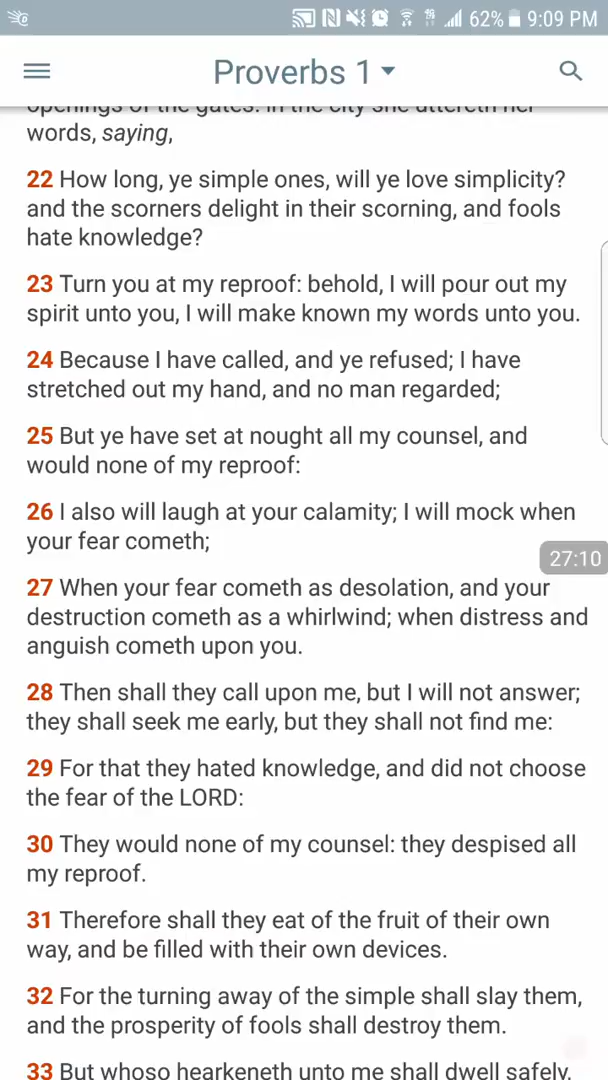 62% 9:09 PM
Proverbs 1
openings of the gates: in the city she uttereth her
words, saying,
22 How long, ye simple ones, will ye love simplicity?
and the scorners delight in their scorning, and fools
hate knowledge?
23 Turn you at my reproof: behold, I will pour out my
spirit unto you, I will make known my words unto you.
24 Because I have called, and ye refused; I have
stretched out my hand, and no man regarded;
25 But ye have set at nought all my counsel, and
would none of my reproof:
26 I also will laugh at your calamity; I will mock when
your fear cometh;
27:10
27 When your fear cometh as desolation, and your
destruction cometh as a whirlwind; when distress and
anguish cometh upon you.
28 Then shall they call upon me, but I will not answer;
they shall seek me early, but they shall not find me:
29 For that they hated knowledge, and did not choose
the fear of the LORD:
30 They would none of my counsel: they despised all
my reproof.
31 Therefore shall they eat of the fruit of their own
way, and be filled with their own devices.
32 For the turning away of the simple shall slay them,
and the prosperity of fools shall destroy them.
33 But whoso hearkeneth unto me shall dwell safely,